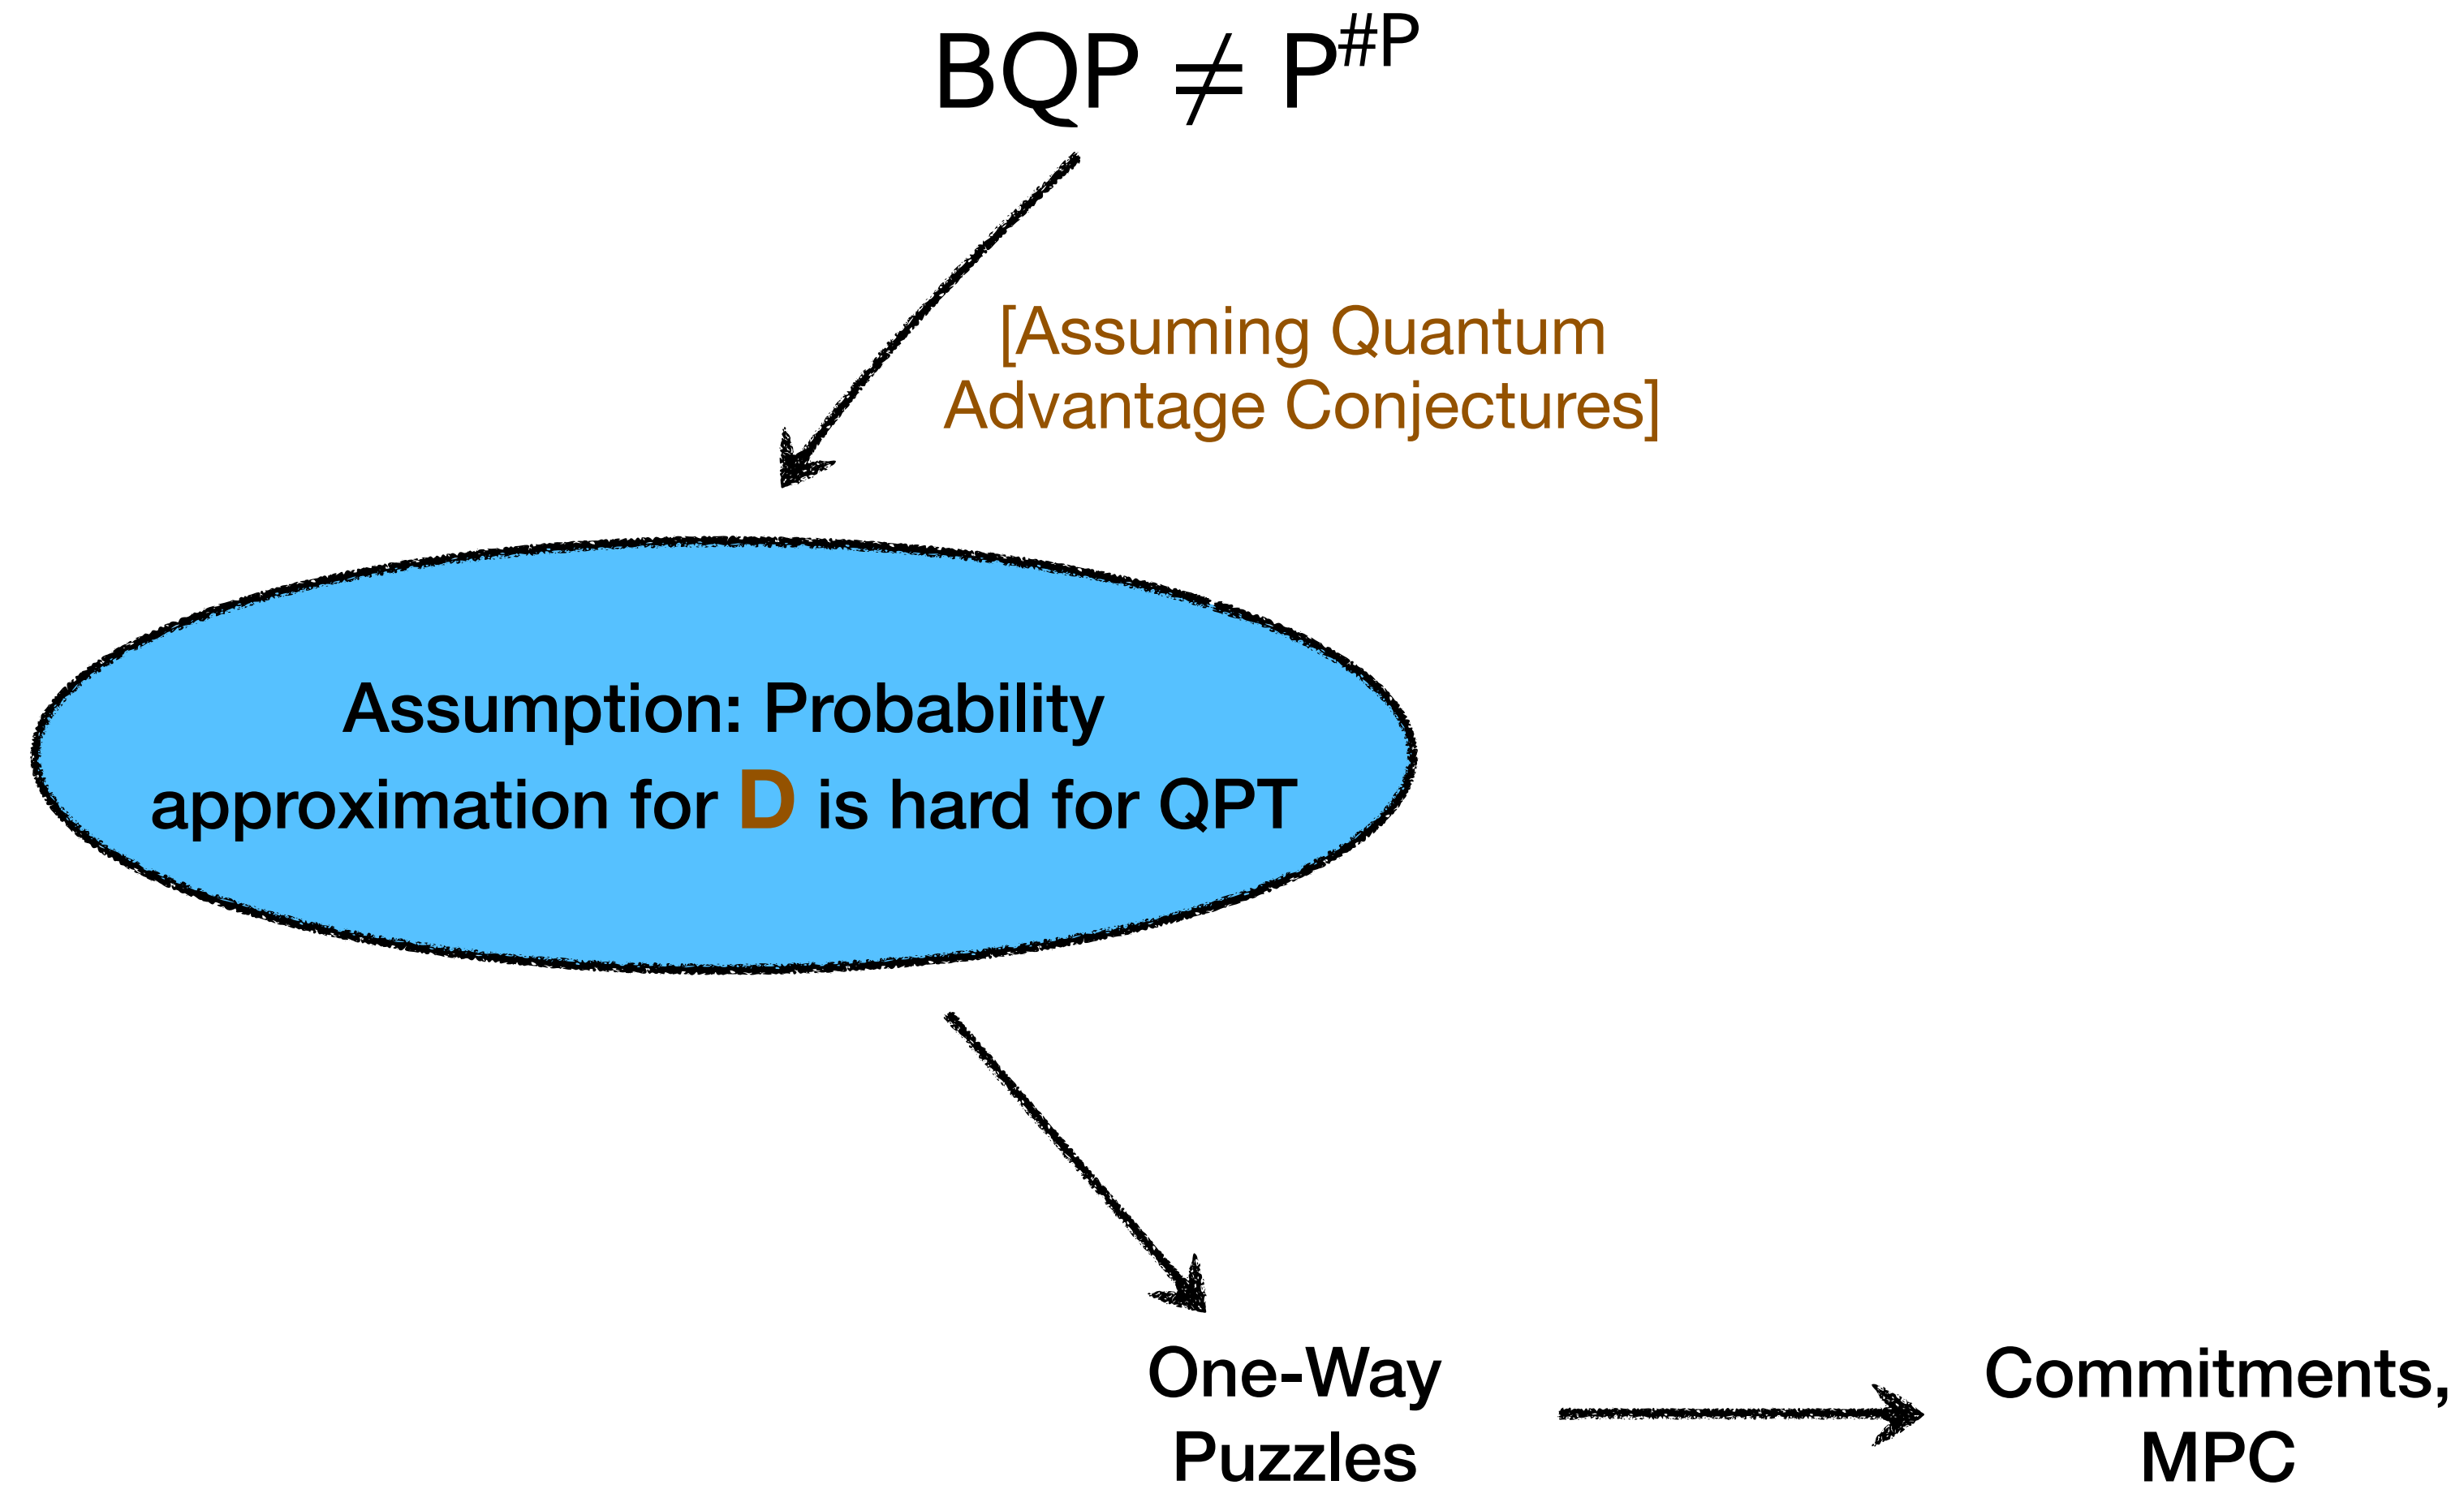 BQP ≠ P^#P
[Assuming Quantum
Advantage Conjectures]
Assumption: Probability
approximation for D is hard for QPT
One-Way
Puzzles
Commitments,
MPC